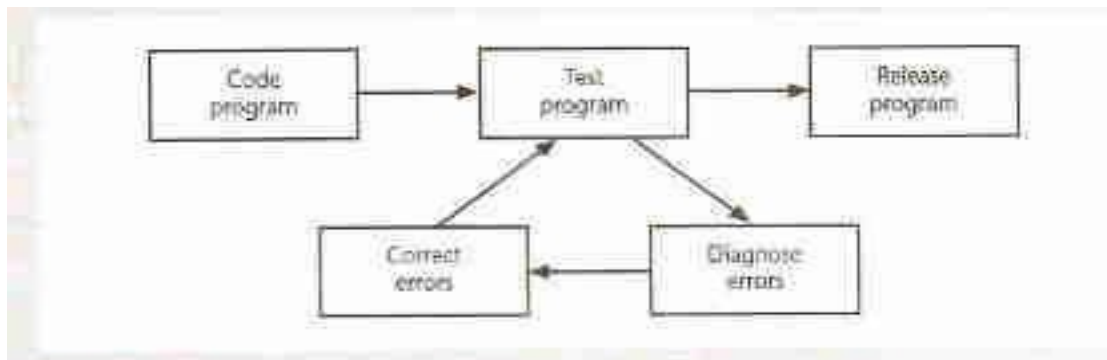 Code
program
Test
program
Release
program
Correct
errors
Diagnose
errors